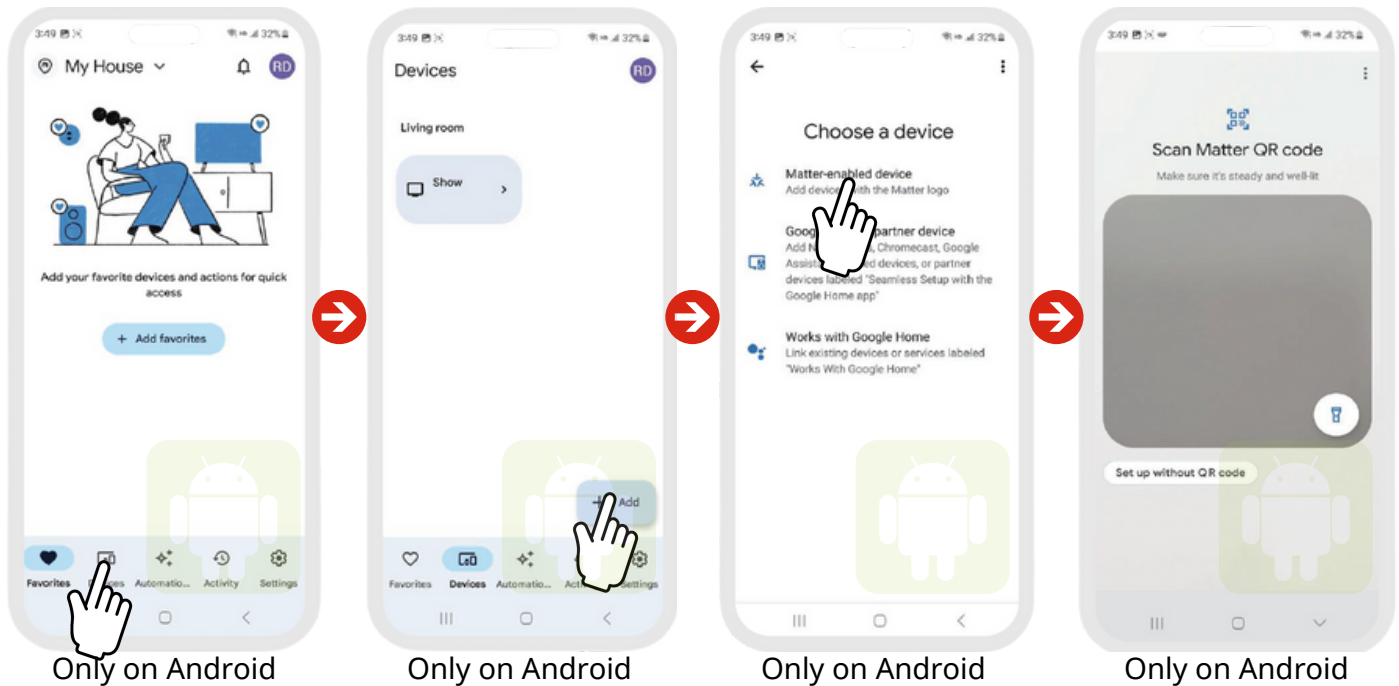 3:49
32%
My House
RD
Add your favorite devices and actions for quick
access
+ Add favorites
Favorites
Automatio...
Activity
Settings
Only on Android
3:49
32%
Devices
RD
Living room
Show
+ Add
Favorites
Devices
Automatio...
Settings
Only on Android
3:49
32%
Choose a device
Matter-enabled device
Add device with the Matter logo
partner device
Chromecast, Google
devices, or partner
devices labeled "Seamless Setup with the
Google Home app"
Works with Google Home
Link existing devices or services labeled
"Works With Google Home"
Only on Android
3:49
32%
Scan Matter QR code
Make sure it's steady and well-lit
Set up without QR code
Only on Android